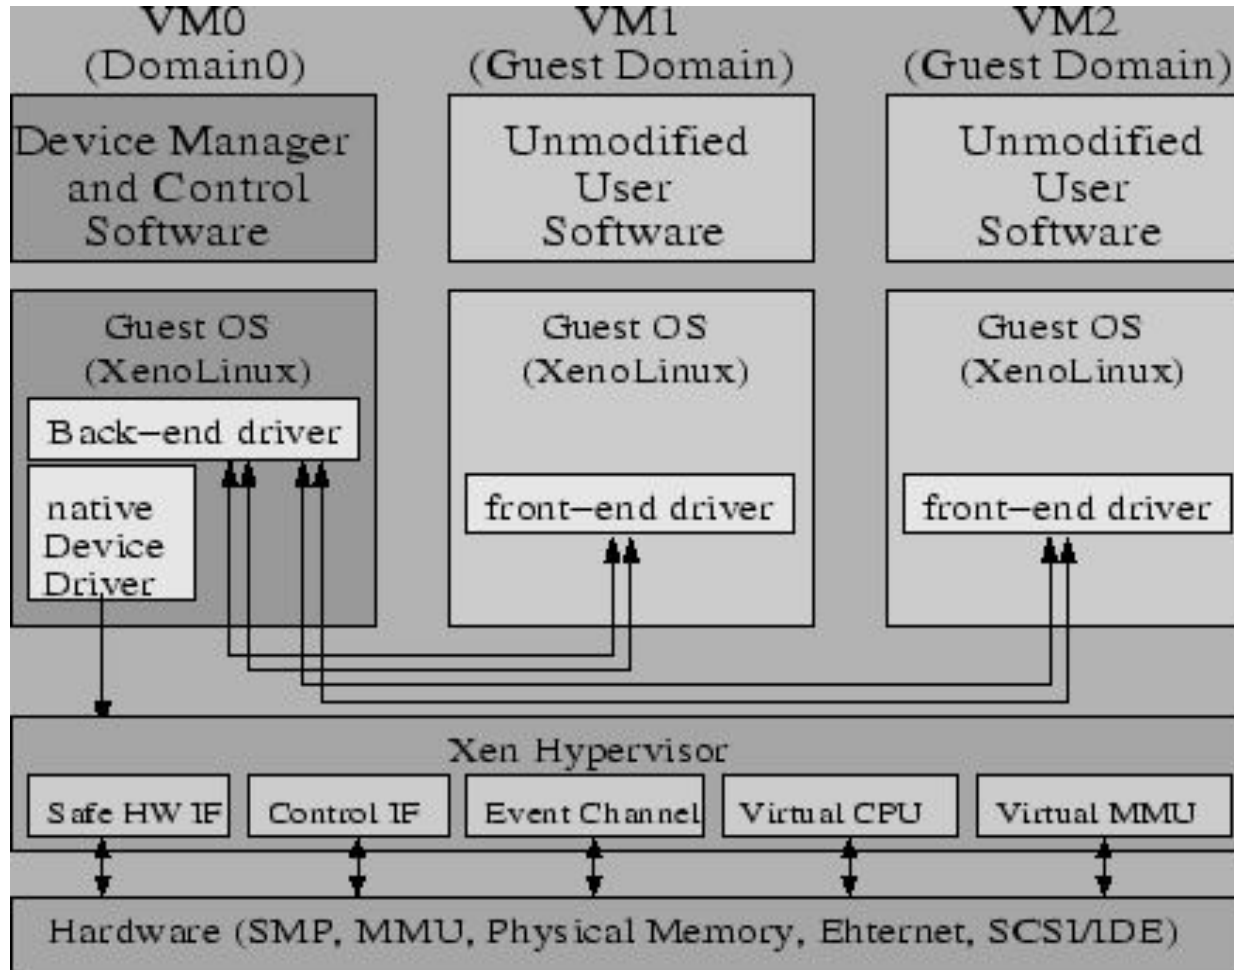 VM0
(Domain0)
VM1
(Guest Domain)
VM2
(Guest Domain)
Device Manager
and Control
Software
Unmodified
User
Software
Unmodified
User
Software
Guest OS
(XenoLinux)
Back-end driver
native
Device
Driver
Guest OS
(XenoLinux)
front-end driver
Guest OS
(XenoLinux)
front-end driver
Xen Hypervisor
Safe HW IF
Control IF
Event Channel
Virtual CPU
Virtual MMU
Hardware (SMP, MMU, Physical Memory, Ehternet, SCSI/IDE)